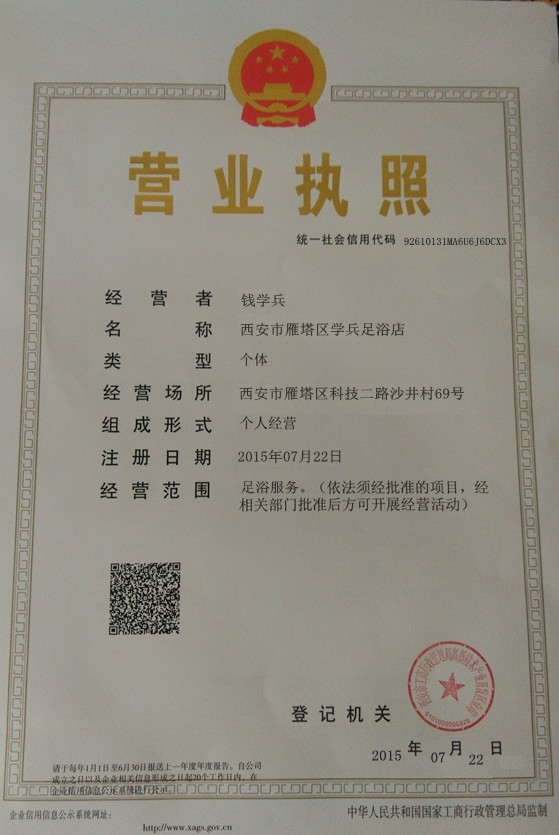 营业执照
统一社会信用代码 92610131MA6U6J6DCX3
经营者 钱学兵
名称 西安市雁塔区学兵足浴店
类型 个体
经营场所 西安市雁塔区科技二路沙井村69号
组成形式 个人经营
注册日期 2015年07月22日
经营范围 足浴服务。(依法须经批准的项目，经
相关部门批准后方可开展经营活动)
登记机关
2015年07月22日
请于每年1月1日至6月30日报送上一年度年度报告。自公司
成立之日以及企业相关信息形成之日起20个工作日内，在
企业信用信息公示系统进行公示。
企业信用信息公示系统网址：
http://www.xags.gov.cn
中华人民共和国国家工商行政管理总局监制